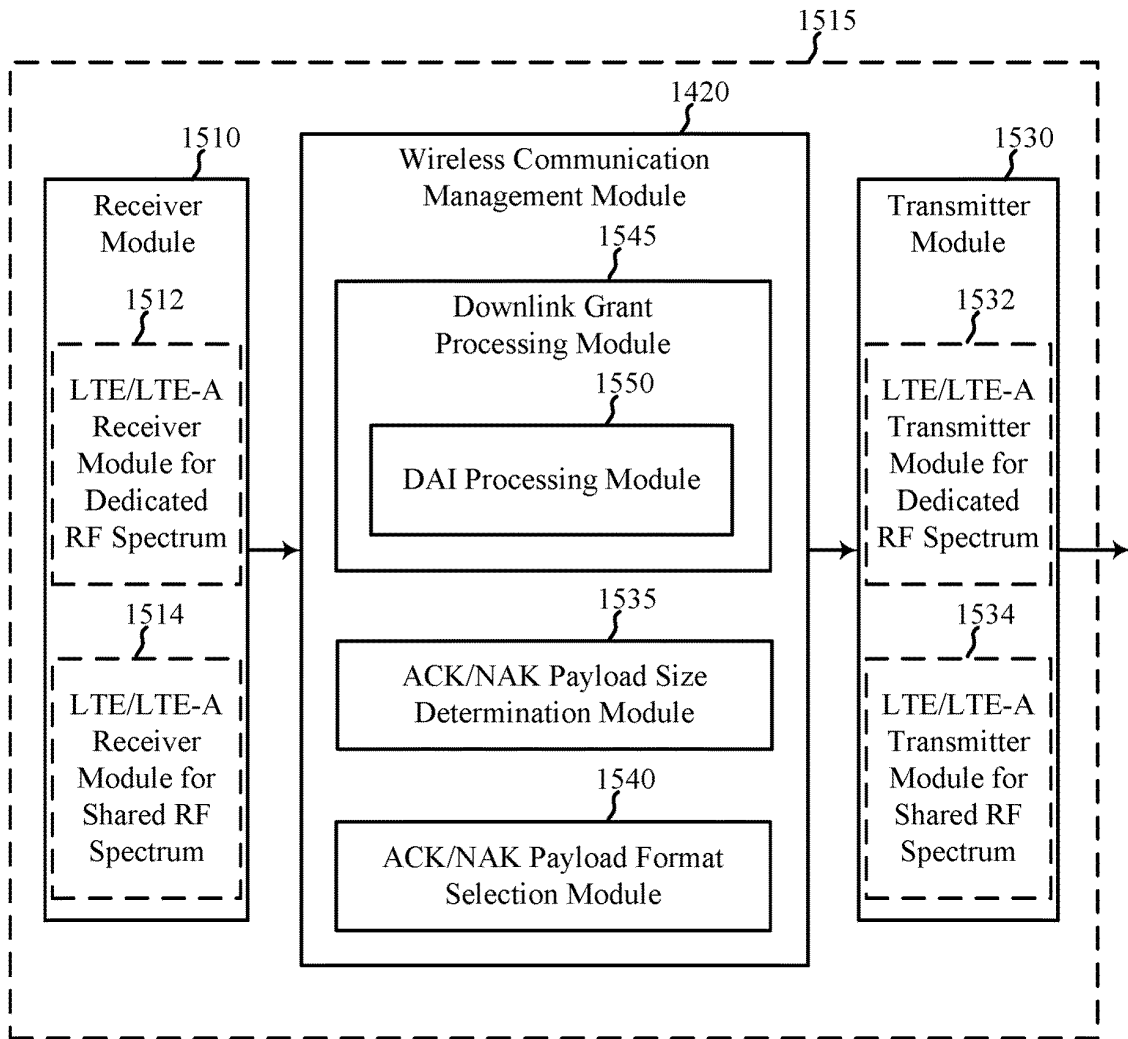 1515
1510
Receiver
Module
1512
LTE/LTE-A
Receiver
Module for
Dedicated
RF Spectrum
1514
LTE/LTE-A
Receiver
Module for
Shared RF
Spectrum
1420
Wireless Communication
Management Module
1545
Downlink Grant
Processing Module
1550
DAI Processing Module
1535
ACK/NAK Payload Size
Determination Module
1540
ACK/NAK Payload Format
Selection Module
1530
Transmitter
Module
1532
LTE/LTE-A
Transmitter
Module for
Dedicated
RF Spectrum
1534
LTE/LTE-A
Transmitter
Module for
Shared RF
Spectrum